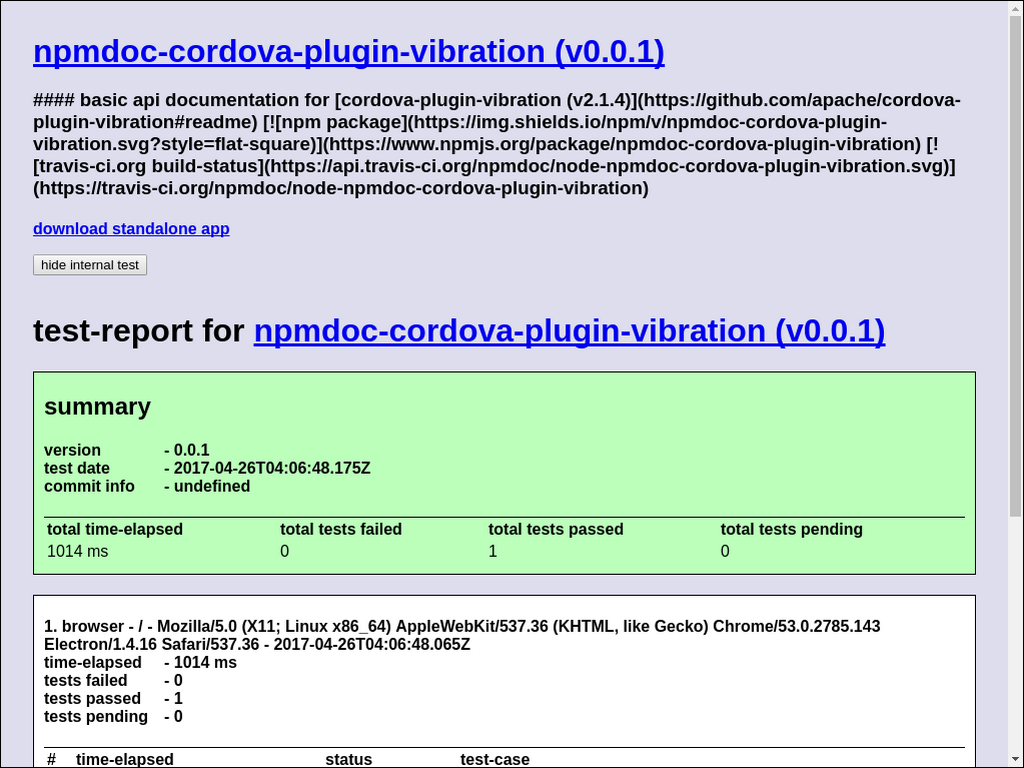 npmdoc-cordova-plugin-vibration (v0.0.1)
#### basic api documentation for [cordova-plugin-vibration (v2.1.4)](https://github.com/apache/cordova-
plugin-vibration#readme) [![npm package](https://img.shields.io/npm/v/npmdoc-cordova-plugin-
vibration.svg?style=flat-square)](https://www.npmjs.org/package/npmdoc-cordova-plugin-vibration) [!
[travis-ci.org build-status](https://api.travis-ci.org/npmdoc/node-npmdoc-cordova-plugin-vibration.svg)]
(https://travis-ci.org/npmdoc/node-npmdoc-cordova-plugin-vibration)
download standalone app
hide internal test
test-report for npmdoc-cordova-plugin-vibration (v0.0.1)
summary
version - 0.0.1
test date - 2017-04-26T04:06:48.175Z
commit info - undefined
total time-elapsed total tests failed total tests passed total tests pending
1014 ms 0 1 0
1. browser - / - Mozilla/5.0 (X11; Linux x86_64) AppleWebKit/537.36 (KHTML, like Gecko) Chrome/53.0.2785.143
Electron/1.4.16 Safari/537.36 - 2017-04-26T04:06:48.065Z
time-elapsed - 1014 ms
tests failed - 0
tests passed - 1
tests pending - 0
# time-elapsed status test-case